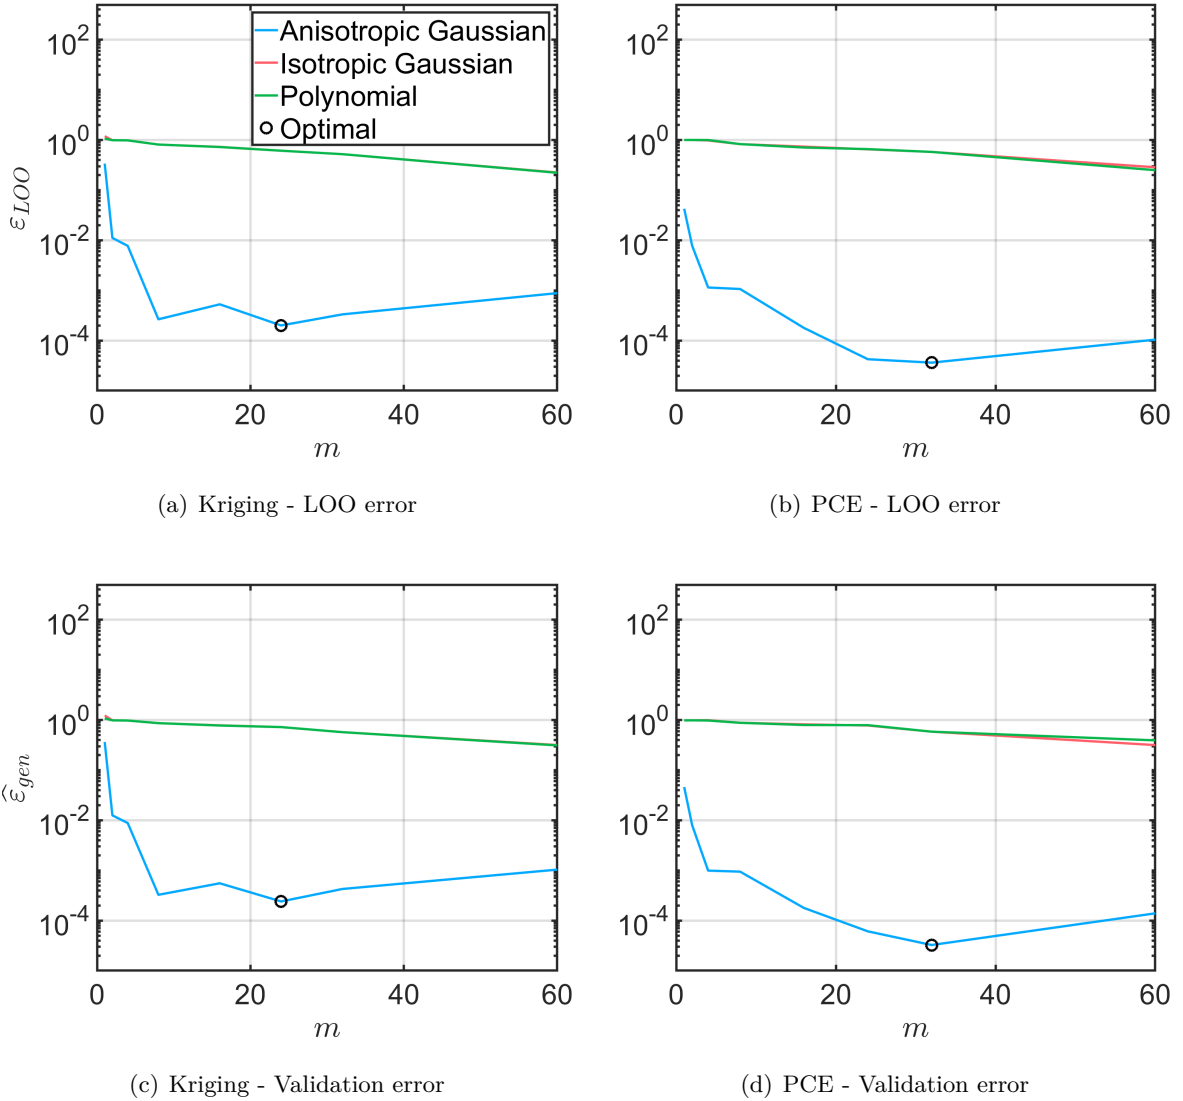 Anisotropic Gaussian
Isotropic Gaussian
Polynomial
Optimal
10^2
10^0
10^-2
10^-4
ε_LOO
0 20 40 60
m
(a) Kriging - LOO error
10^2
10^0
10^-2
10^-4
0 20 40 60
m
(b) PCE - LOO error
10^2
10^0
10^-2
10^-4
ε̂_gen
0 20 40 60
m
(c) Kriging - Validation error
10^2
10^0
10^-2
10^-4
0 20 40 60
m
(d) PCE - Validation error